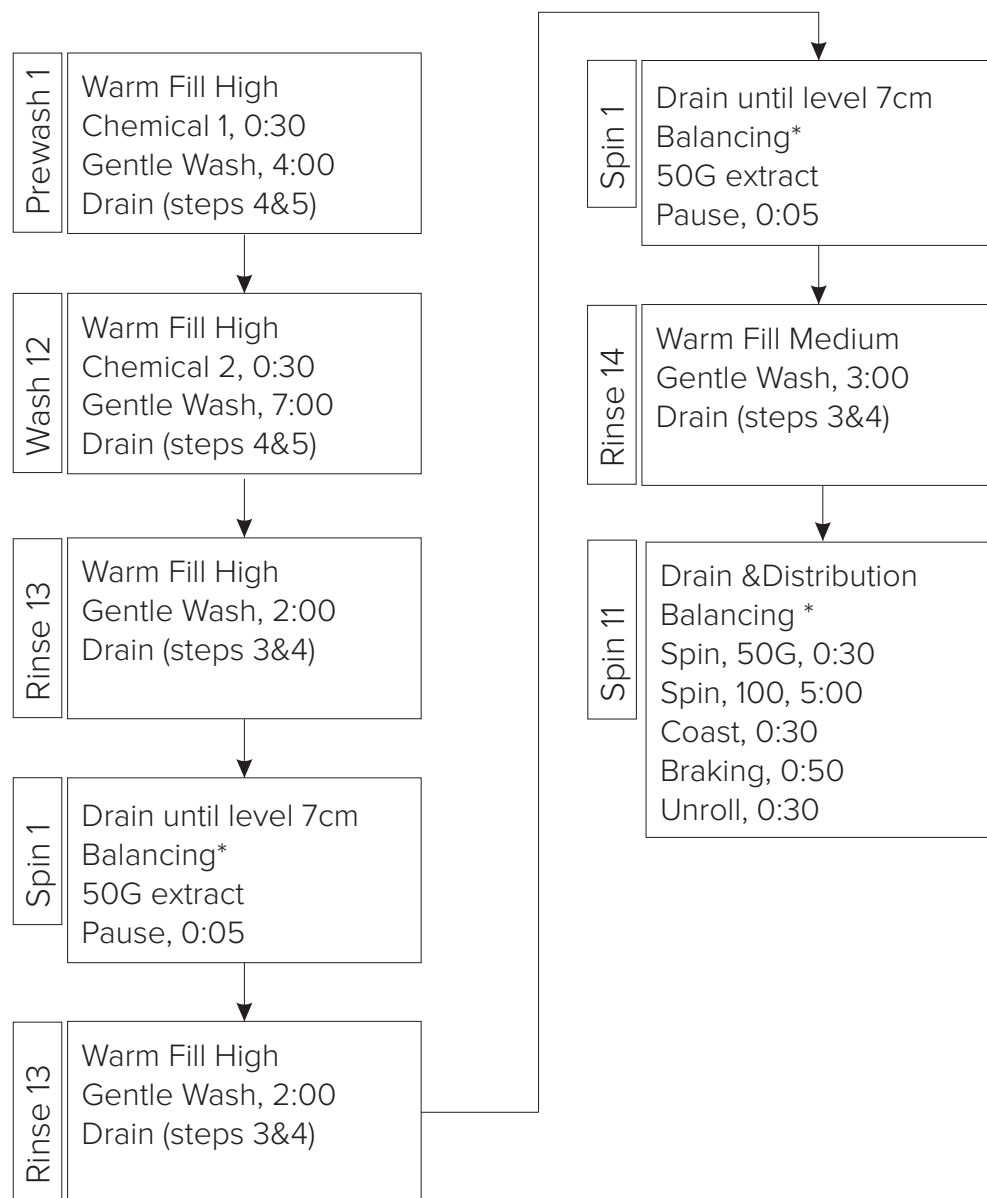 Prewash 1
Warm Fill High
Chemical 1, 0:30
Gentle Wash, 4:00
Drain (steps 4&5)
Wash 12
Warm Fill High
Chemical 2, 0:30
Gentle Wash, 7:00
Drain (steps 4&5)
Rinse 13
Warm Fill High
Gentle Wash, 2:00
Drain (steps 3&4)
Spin 1
Drain until level 7cm
Balancing*
50G extract
Pause, 0:05
Rinse 13
Warm Fill High
Gentle Wash, 2:00
Drain (steps 3&4)
Spin 1
Drain until level 7cm
Balancing*
50G extract
Pause, 0:05
Rinse 14
Warm Fill Medium
Gentle Wash, 3:00
Drain (steps 3&4)
Spin 11
Drain &Distribution
Balancing *
Spin, 50G, 0:30
Spin, 100, 5:00
Coast, 0:30
Braking, 0:50
Unroll, 0:30